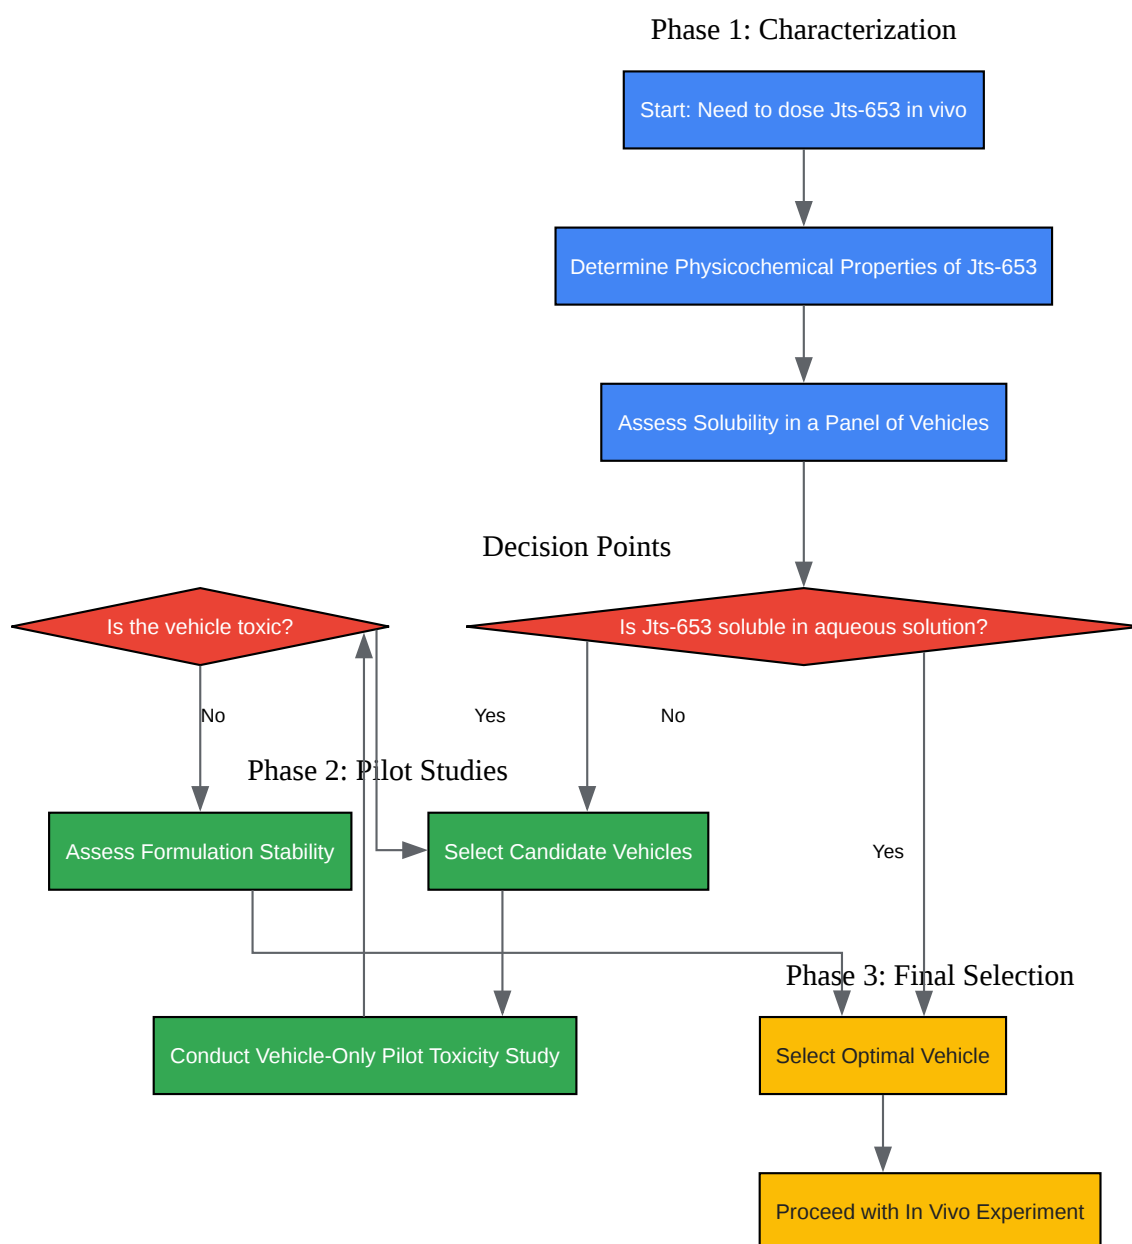 Phase 1: Characterization
Start: Need to dose Jts-653 in vivo
Determine Physicochemical Properties of Jts-653
Assess Solubility in a Panel of Vehicles
Decision Points
Is the vehicle toxic?
Is Jts-653 soluble in aqueous solution?
No
Yes
No
Phase 2: Pilot Studies
Assess Formulation Stability
Select Candidate Vehicles
Yes
Phase 3: Final Selection
Conduct Vehicle-Only Pilot Toxicity Study
Select Optimal Vehicle
Proceed with In Vivo Experiment